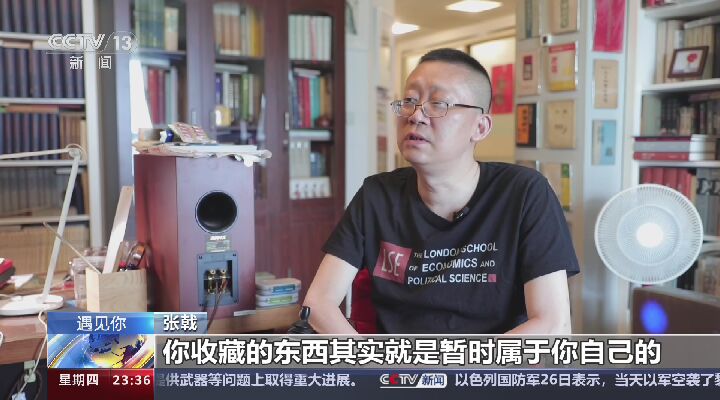 CCTV 13
新闻
LSE
THE LONDON SCHOOL
OF ECONOMICS AND
POLITICAL SCIENCE
遇见你
张戟
你收藏的东西其实就是暂时属于你自己的
星期四 23:36 提供武器等问题上取得重大进展。 CCTV 新闻 以色列国防军26日表示，当天以军空袭了